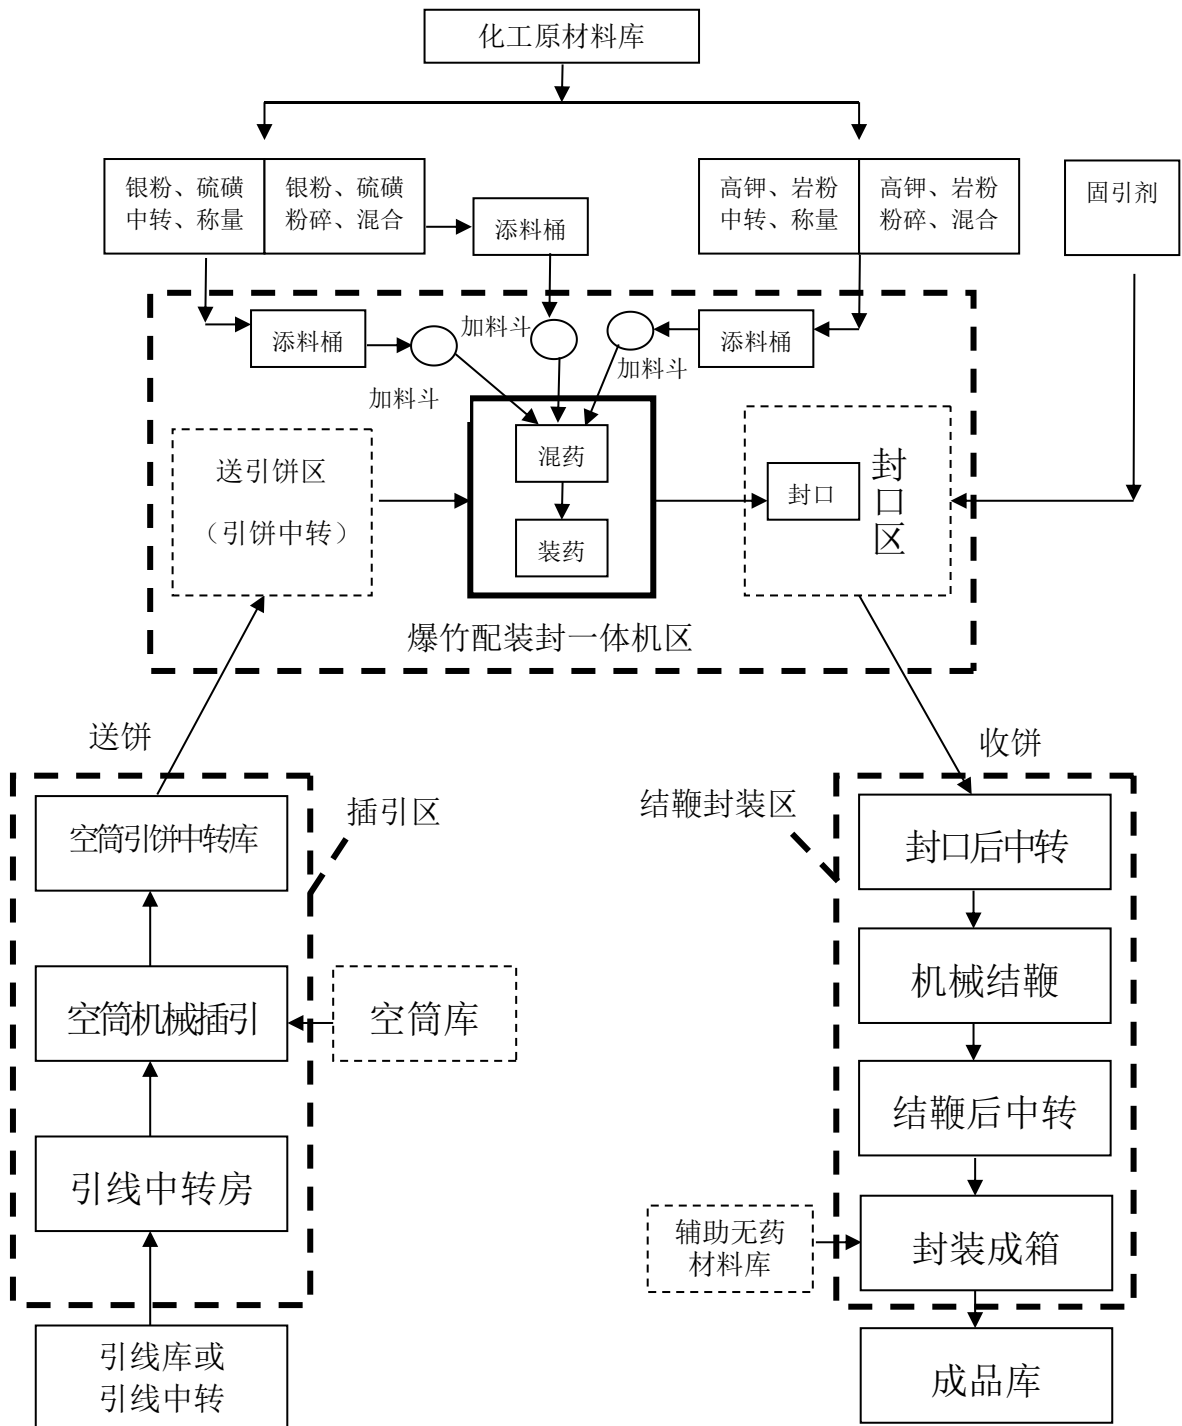 化工原材料库
银粉、硫磺
中转、称量
银粉、硫磺
粉碎、混合
添料桶
高钾、岩粉
中转、称量
高钾、岩粉
粉碎、混合
固引剂
添料桶
加料斗
加料斗
加料斗
添料桶
送引饼区
（引饼中转）
混药
装药
封口
封口区
爆竹配装封一体机区
送饼
收饼
插引区
空筒引饼中转库
空筒机械插引
空筒库
引线中转房
引线库或
引线中转
结鞭封装区
封口后中转
机械结鞭
结鞭后中转
辅助无药
材料库
封装成箱
成品库